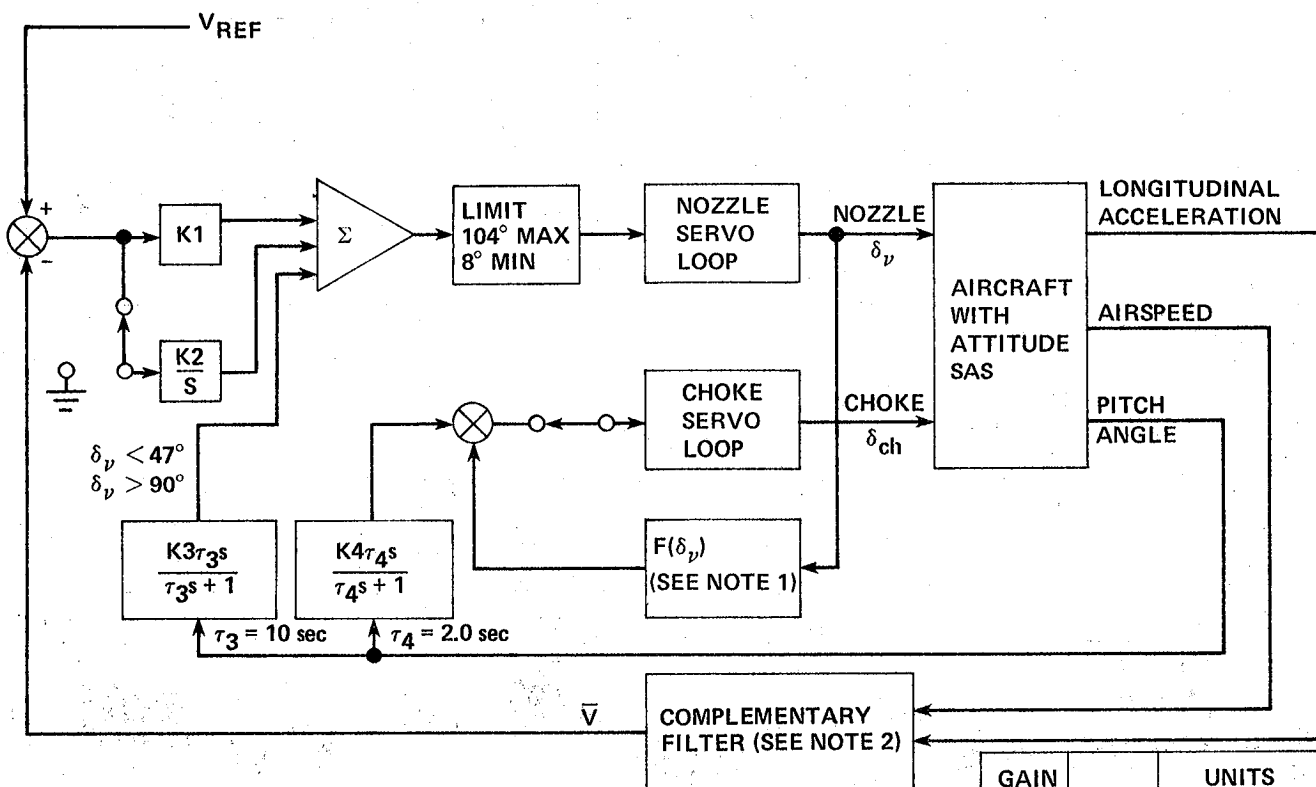 V_REF
+
−
K1
K2
S
Σ
LIMIT
104° MAX
8° MIN
NOZZLE
SERVO
LOOP
NOZZLE
δ_ν
AIRCRAFT
WITH
ATTITUDE
SAS
LONGITUDINAL
ACCELERATION
AIRSPEED
PITCH
ANGLE
CHOKE
SERVO
LOOP
CHOKE
δ_ch
δ_ν < 47°
δ_ν > 90°
K3τ₃s
τ₃s + 1
K4τ₄s
τ₄s + 1
F(δ_ν)
(SEE NOTE 1)
τ₃ = 10 sec
τ₄ = 2.0 sec
V̅
COMPLEMENTARY
FILTER (SEE NOTE 2)
GAIN UNITS